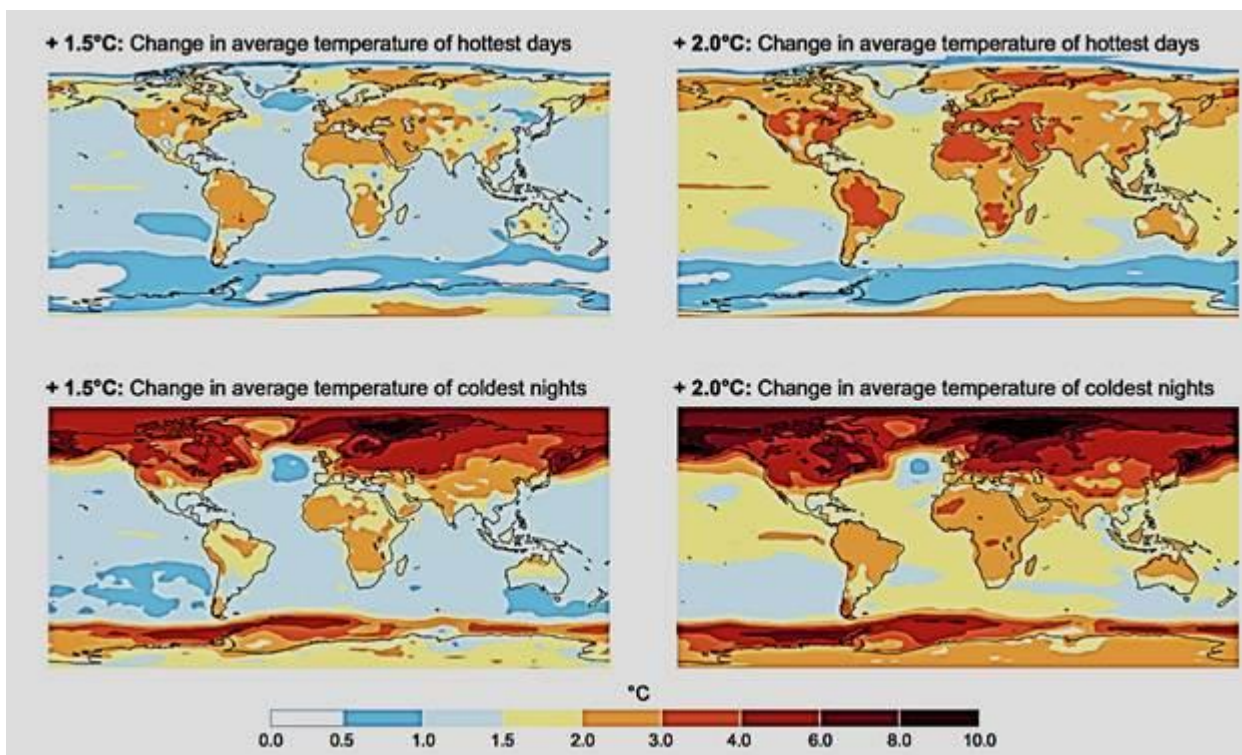 + 1.5°C: Change in average temperature of hottest days
+ 2.0°C: Change in average temperature of hottest days
+ 1.5°C: Change in average temperature of coldest nights
+ 2.0°C: Change in average temperature of coldest nights
°C
0.0 0.5 1.0 1.5 2.0 3.0 4.0 6.0 8.0 10.0